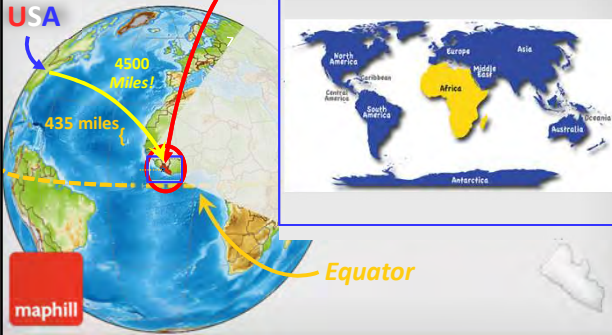 USA
4500
Miles!
435 miles{
7
Equator
maphill
North
America
Central
America
Caribbean
South
America
Europe
Middle
East
Africa
Asia
Oceania
Australia
Antarctica